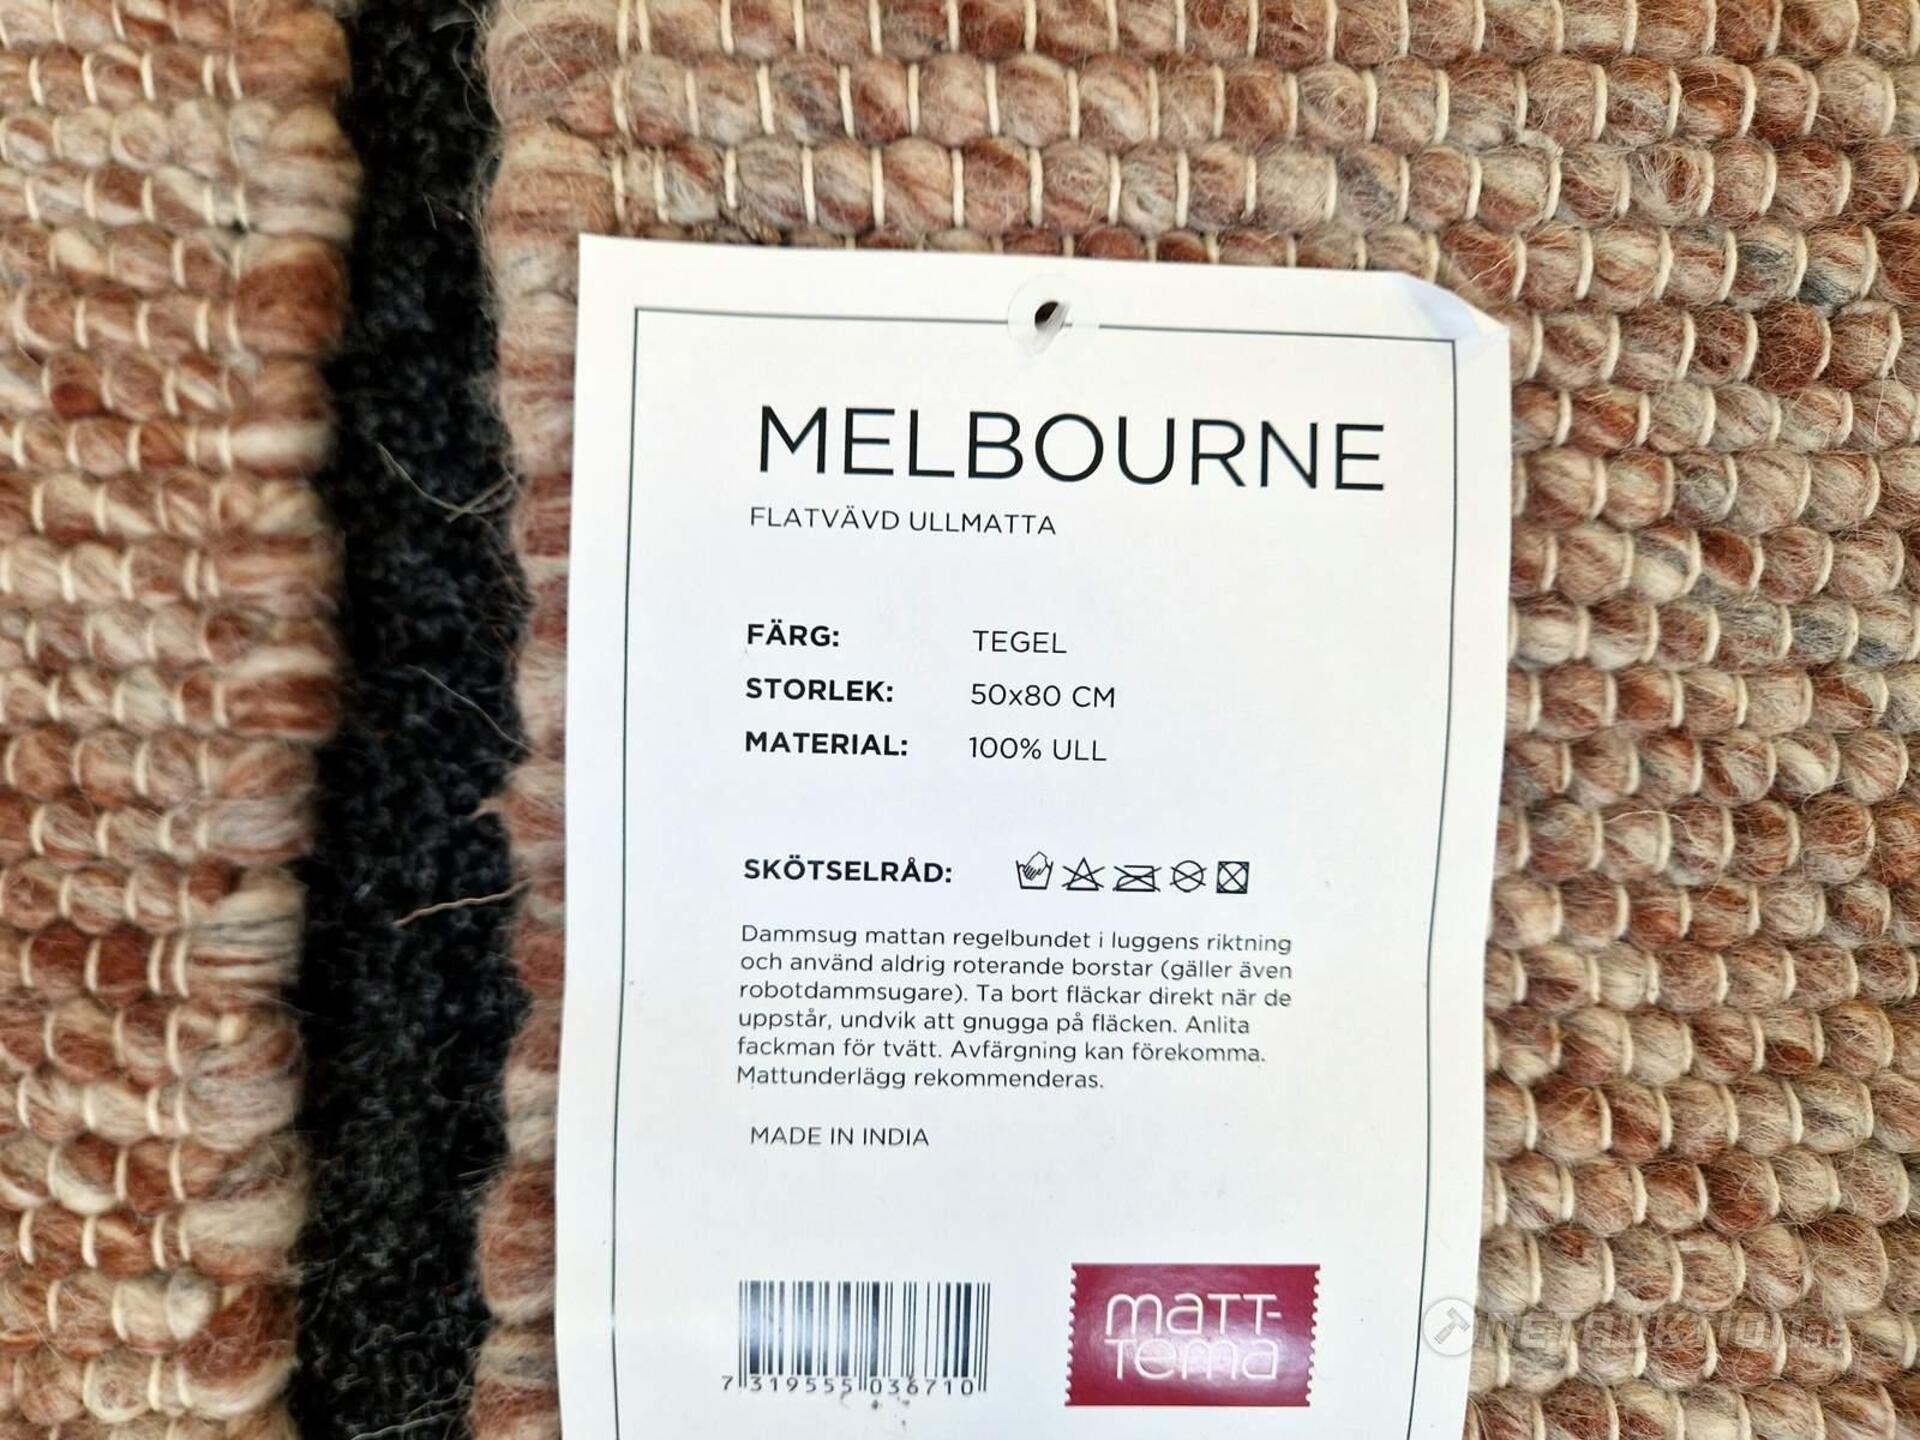 MELBOURNE
FLATVÄVD ULLMATTA
FÄRG: TEGEL
STORLEK: 50x80 CM
MATERIAL: 100% ULL
SKÖTSELRÅD:
Dammsug mattan regelbundet i luggens riktning
och använd aldrig roterande borstar (gäller även
robotdammsugare). Ta bort fläckar direkt när de
uppstår, undvik att gnugga på fläcken. Anlita
fackman för tvätt. Avfärgning kan förekomma.
Mattunderlägg rekommenderas.
MADE IN INDIA
7 319555 036710
maTT-
Tema
NETAUKTION.se